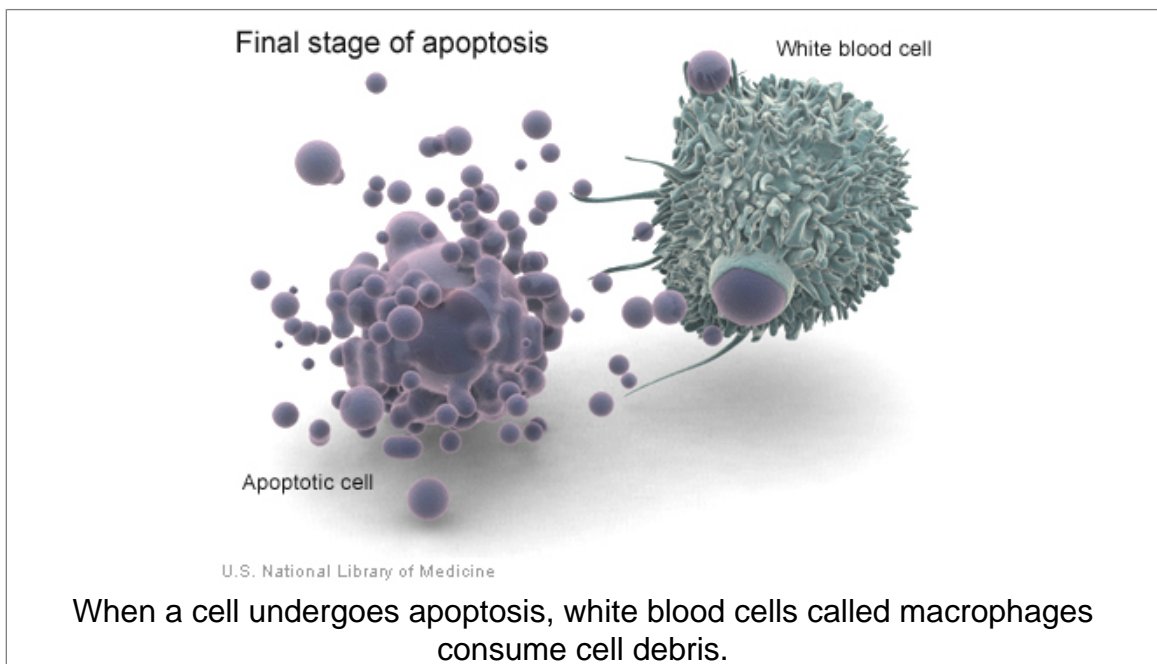 Final stage of apoptosis
White blood cell
Apoptotic cell
U.S. National Library of Medicine
When a cell undergoes apoptosis, white blood cells called macrophages
consume cell debris.